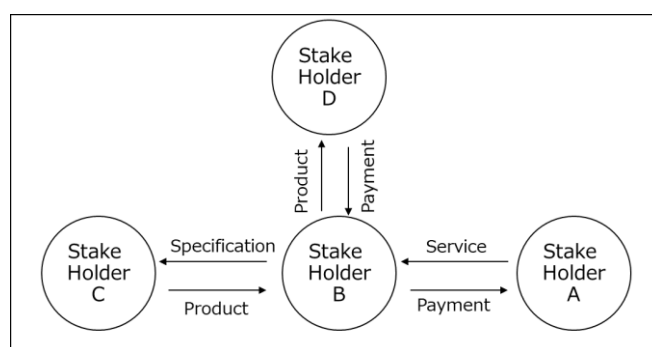 Stake
Holder
D
Product
Payment
Stake
Holder
C
Specification
Product
Stake
Holder
B
Service
Payment
Stake
Holder
A